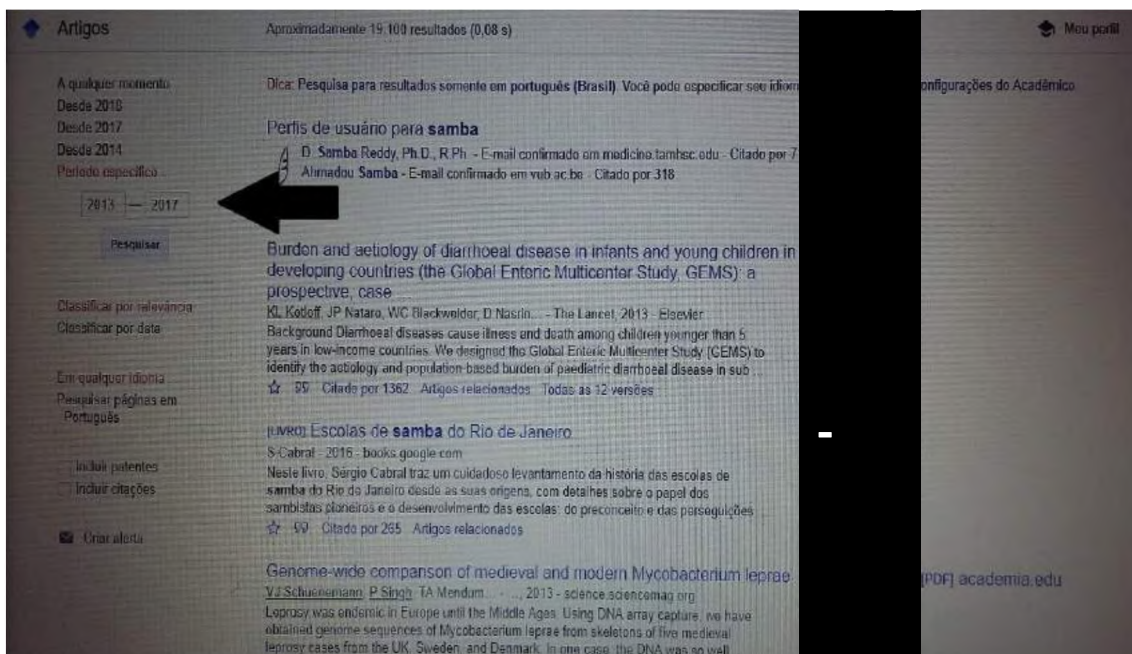 Artigos
Aproximadamente 19.100 resultados (0,08 s)
Meu perfil
A qualquer momento
Desde 2018
Desde 2017
Desde 2014
Período específico...
2013 — 2017
Pesquisar
Classificar por relevância
Classificar por data
Em qualquer idioma
Pesquisar páginas em
Português
Incluir patentes
Incluir citações
Criar alerta
Dica: Pesquisa para resultados somente em português (Brasil). Você pode especificar seu idiom
onfigurações do Acadêmico
Perfis de usuário para samba
D. Samba Reddy, Ph.D., R.Ph. - E-mail confirmado em medicine.tamhsc.edu - Citado por 7
Ahmadou Samba - E-mail confirmado em vub.ac.be - Citado por 318
Burden and aetiology of diarrhoeal disease in infants and young children in
developing countries (the Global Enteric Multicenter Study, GEMS): a
prospective, case ...
KL Kotloff, JP Nataro, WC Blackwelder, D Nasrin... - The Lancet, 2013 - Elsevier
Background Diarrhoeal diseases cause illness and death among children younger than 5
years in low-income countries. We designed the Global Enteric Multicenter Study (GEMS) to
identify the aetiology and population-based burden of paediatric diarrhoeal disease in sub ...
Citado por 1362 Artigos relacionados Todas as 12 versões
[LIVRO] Escolas de samba do Rio de Janeiro
S Cabral - 2016 - books.google.com
Neste livro, Sérgio Cabral traz um cuidadoso levantamento da história das escolas de
samba do Rio de Janeiro desde as suas origens, com detalhes sobre o papel dos
sambistas pioneiros e o desenvolvimento das escolas: do preconceito e das perseguições ...
Citado por 265 Artigos relacionados
Genome-wide comparison of medieval and modern Mycobacterium leprae
VJ Schuenemann, P Singh, TA Mendum... - ..., 2013 - science.sciencemag.org
Leprosy was endemic in Europe until the Middle Ages. Using DNA array capture, we have
obtained genome sequences of Mycobacterium leprae from skeletons of five medieval
leprosy cases from the UK, Sweden, and Denmark. In one case, the DNA was so well
[PDF] academia.edu